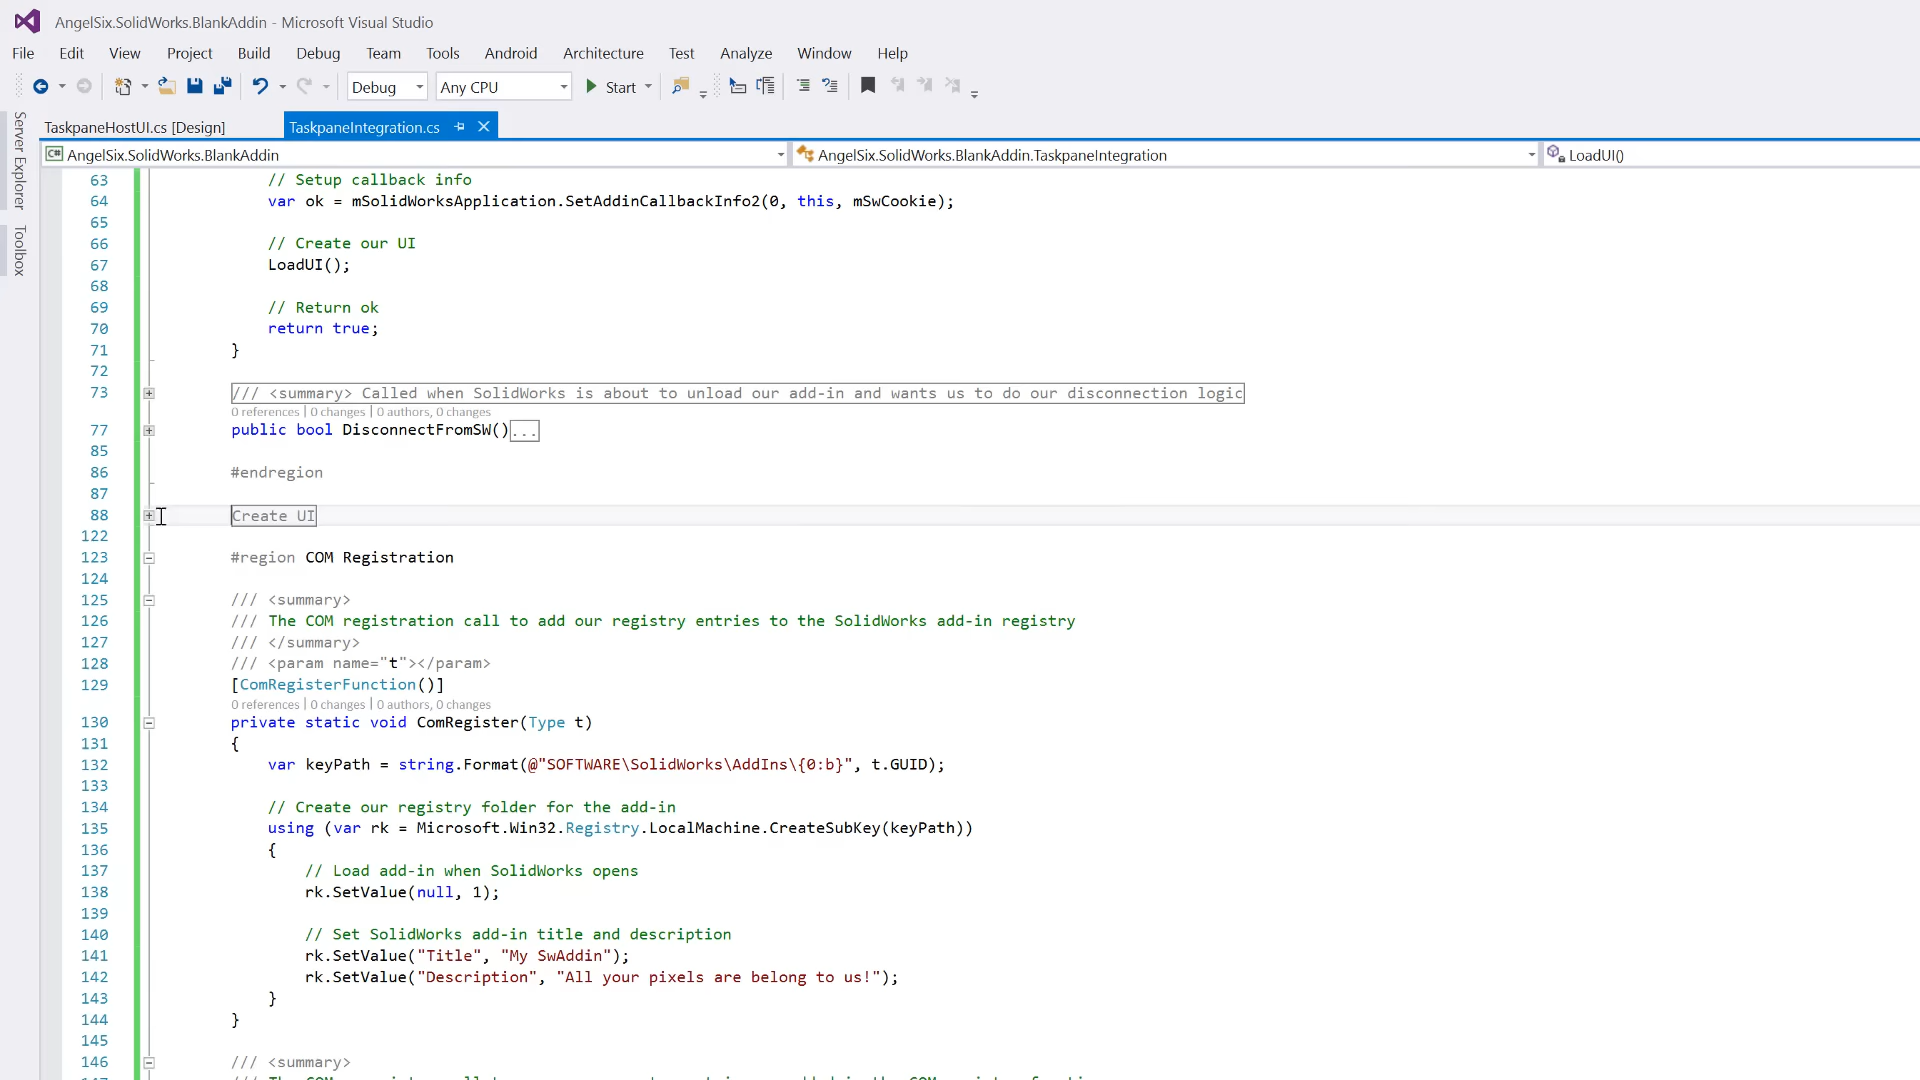 AngelSix.SolidWorks.BlankAddin - Microsoft Visual Studio
File Edit View Project Build Debug Team Tools Android Architecture Test Analyze Window Help
Debug Any CPU Start
Server Explorer
Toolbox
TaskpaneHostUI.cs [Design] TaskpaneIntegration.cs
C# AngelSix.SolidWorks.BlankAddin AngelSix.SolidWorks.BlankAddin.TaskpaneIntegration LoadUI()
63 // Setup callback info
64 var ok = mSolidWorksApplication.SetAddinCallbackInfo2(0, this, mSwCookie);
65
66 // Create our UI
67 LoadUI();
68
69 // Return ok
70 return true;
71 }
72
73 /// <summary> Called when SolidWorks is about to unload our add-in and wants us to do our disconnection logic
0 references | 0 changes | 0 authors, 0 changes
77 public bool DisconnectFromSW()...
85
86 #endregion
87
88 Create UI
122
123 #region COM Registration
124
125 /// <summary>
126 /// The COM registration call to add our registry entries to the SolidWorks add-in registry
127 /// </summary>
128 /// <param name="t"></param>
129 [ComRegisterFunction()]
0 references | 0 changes | 0 authors, 0 changes
130 private static void ComRegister(Type t)
131 {
132 var keyPath = string.Format(@"SOFTWARE\SolidWorks\AddIns\{0:b}", t.GUID);
133
134 // Create our registry folder for the add-in
135 using (var rk = Microsoft.Win32.Registry.LocalMachine.CreateSubKey(keyPath))
136 {
137 // Load add-in when SolidWorks opens
138 rk.SetValue(null, 1);
139
140 // Set SolidWorks add-in title and description
141 rk.SetValue("Title", "My SwAddin");
142 rk.SetValue("Description", "All your pixels are belong to us!");
143 }
144 }
145
146 /// <summary>